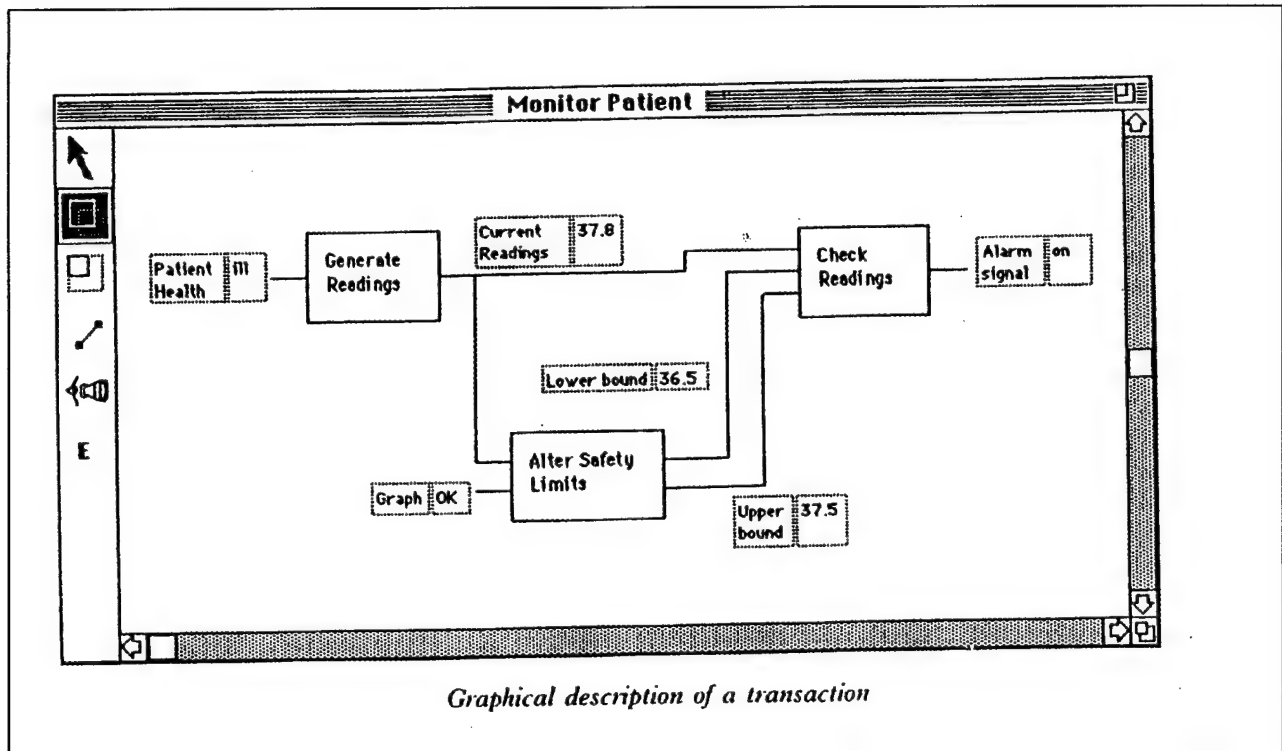 Monitor Patient
Current 37.8
Readings
Patient ill
Health
Generate
Readings
Check
Readings
Alarm on
signal
Lower bound 36.5
Alter Safety
Limits
Graph OK
Upper 37.5
bound
E
Graphical description of a transaction